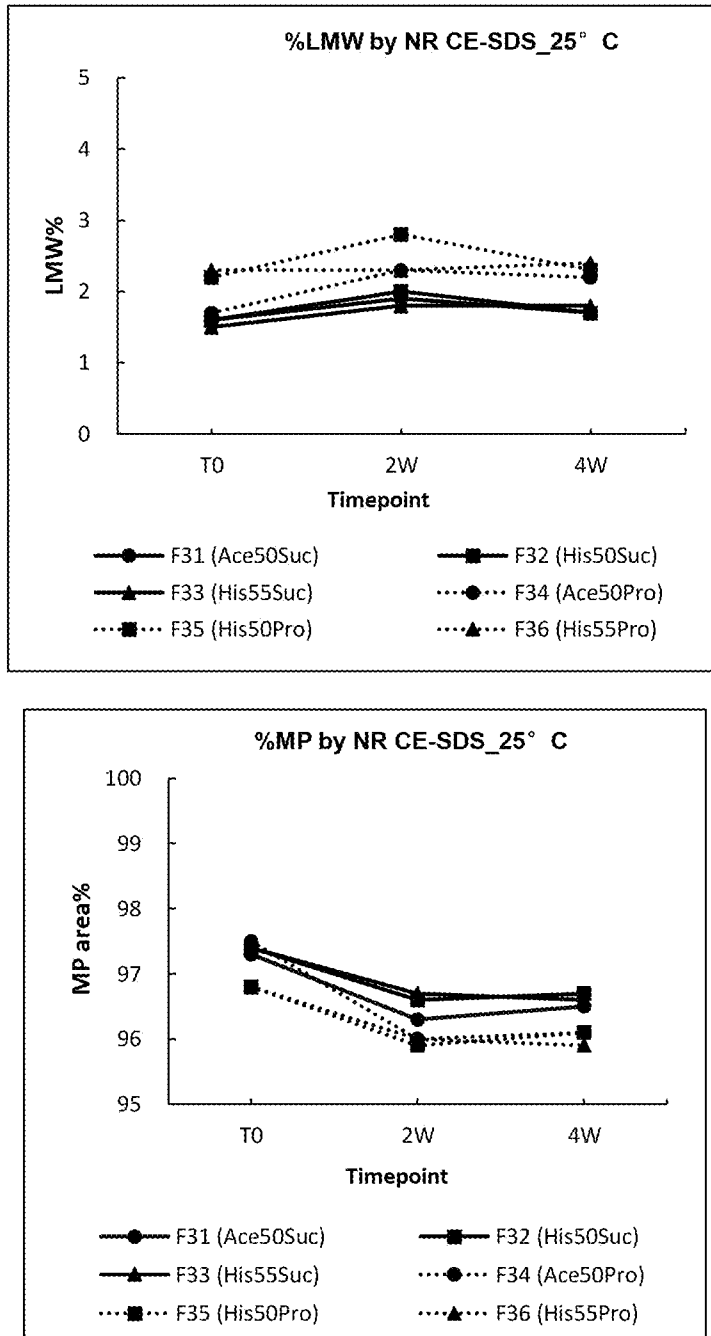 %LMW by NR CE-SDS_25° C
5
4
3
2
1
0
LMW%
T0 2W 4W
Timepoint
F31 (Ace50Suc) F32 (His50Suc)
F33 (His55Suc) F34 (Ace50Pro)
F35 (His50Pro) F36 (His55Pro)
%MP by NR CE-SDS_25° C
100
99
98
97
96
95
MP area%
T0 2W 4W
Timepoint
F31 (Ace50Suc) F32 (His50Suc)
F33 (His55Suc) F34 (Ace50Pro)
F35 (His50Pro) F36 (His55Pro)